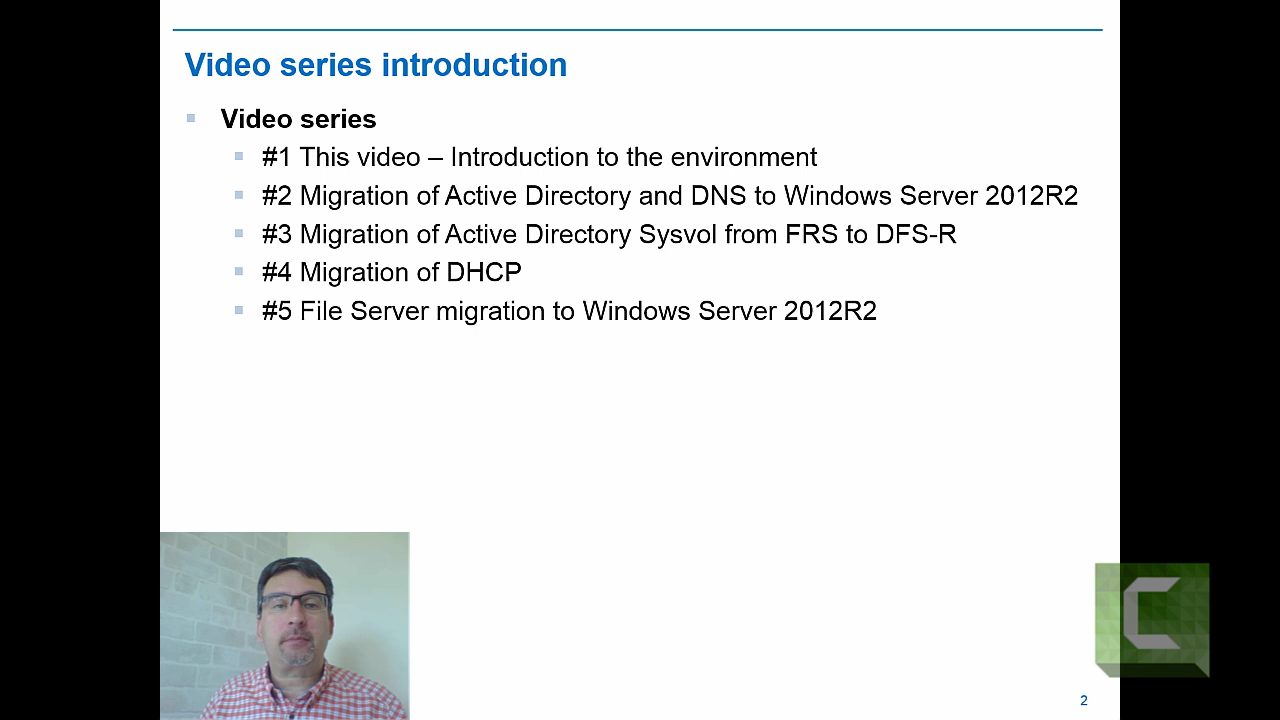 Video series introduction
Video series
#1 This video – Introduction to the environment
#2 Migration of Active Directory and DNS to Windows Server 2012R2
#3 Migration of Active Directory Sysvol from FRS to DFS-R
#4 Migration of DHCP
#5 File Server migration to Windows Server 2012R2
2